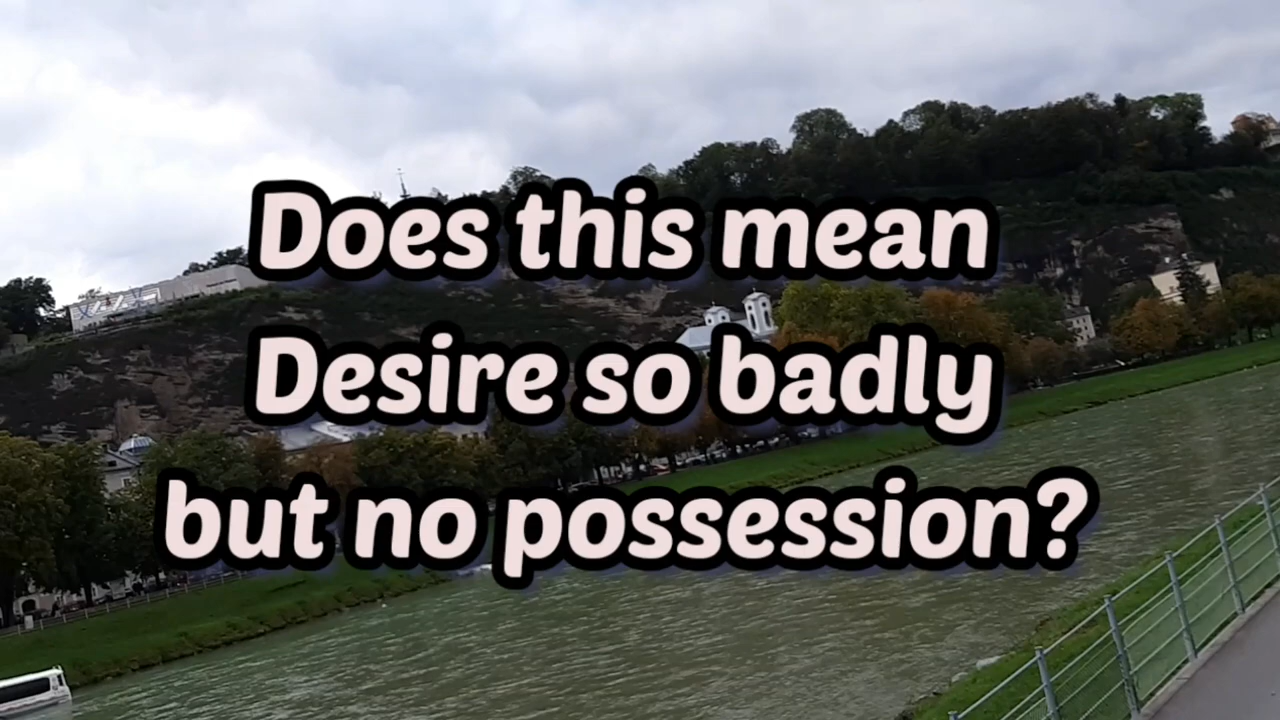 Does this mean
Desire so badly
but no possession?